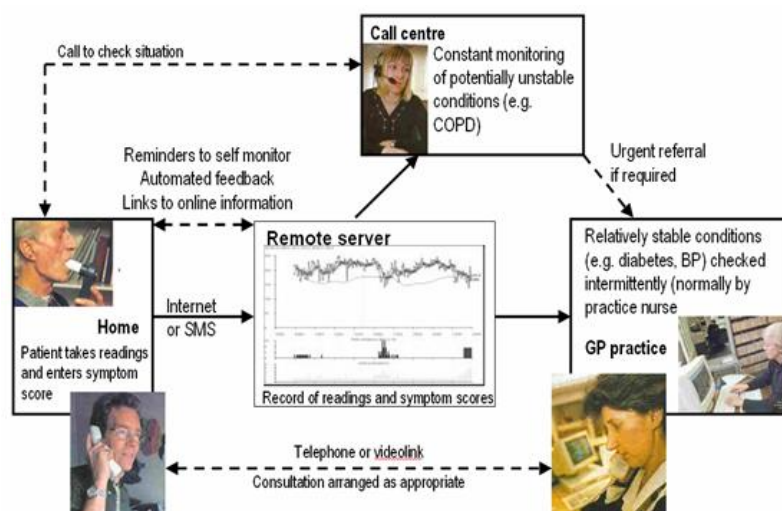 Call centre
Call to check situation
Constant monitoring
of potentially unstable
conditions (e.g.
COPD)
Reminders to self monitor
Automated feedback
Links to online information
Urgent referral
if required
Remote server
Relatively stable conditions
(e.g. diabetes, BP) checked
intermittently (normally by
practice nurse
Internet
or SMS
Home
Patient takes readings
and enters symptom
score
GP practice
Record of readings and symptom scores
Telephone or videolink
Consultation arranged as appropriate